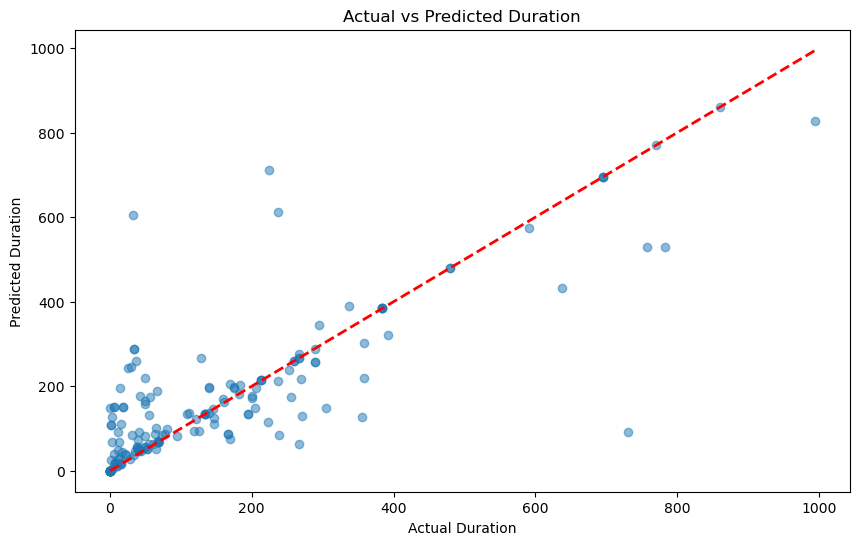 Actual vs Predicted Duration
1000
800
600
400
200
0
Predicted Duration
0 200 400 600 800 1000
Actual Duration